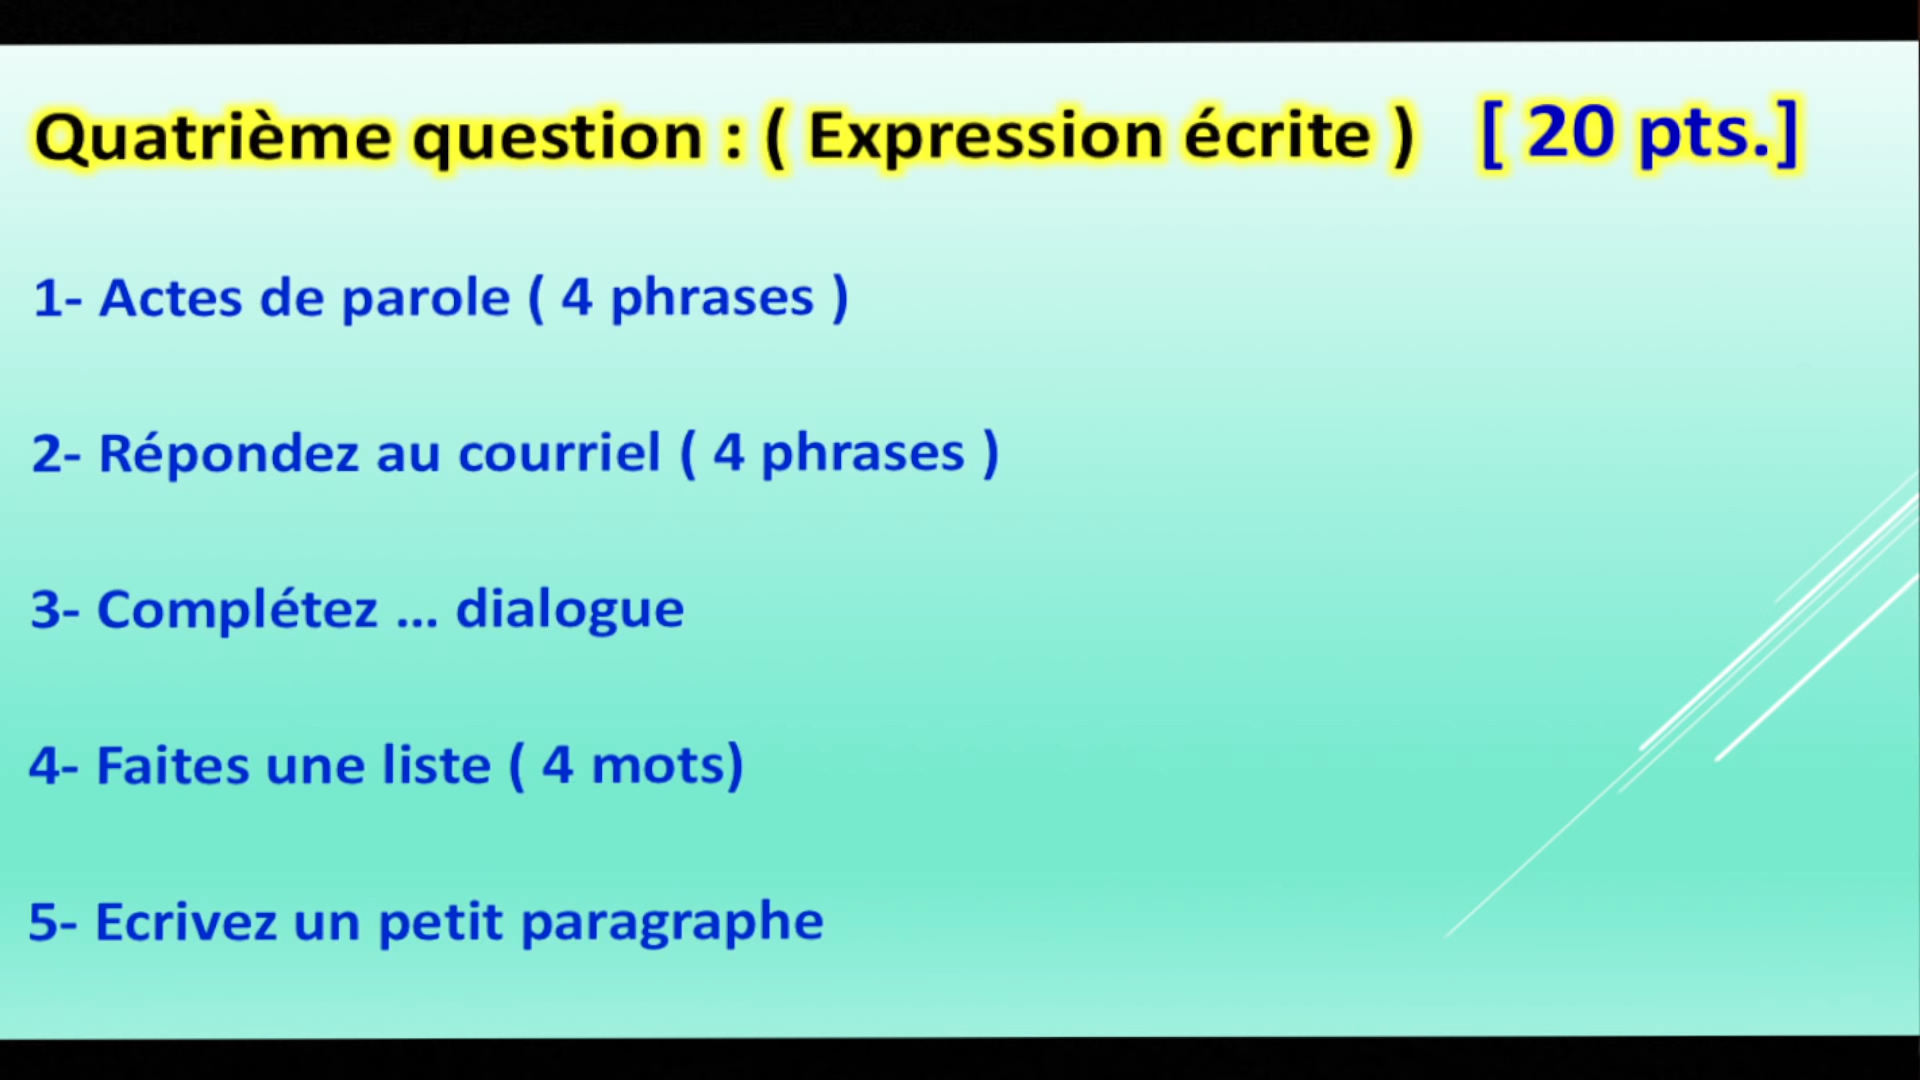 Quatrième question : ( Expression écrite ) [ 20 pts.]
1- Actes de parole ( 4 phrases )
2- Répondez au courriel ( 4 phrases )
3- Complétez ... dialogue
4- Faites une liste ( 4 mots)
5- Ecrivez un petit paragraphe